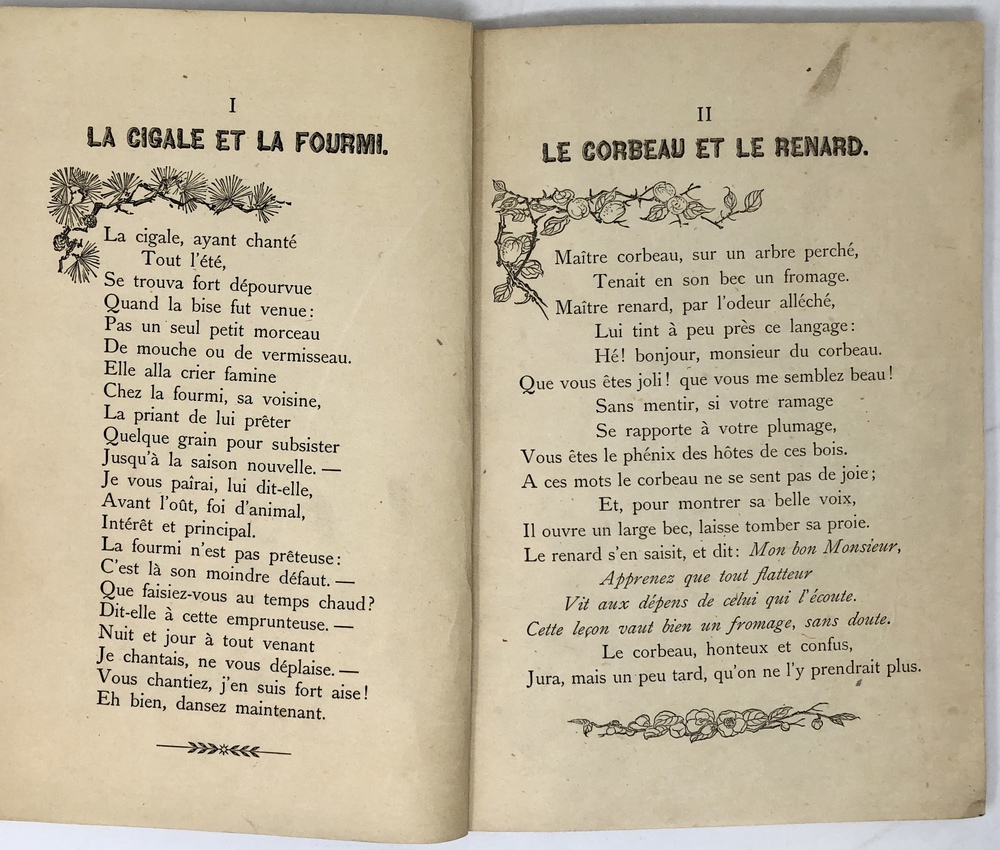 I
LA CIGALE ET LA FOURMI.
La cigale, ayant chanté
Tout l'été,
Se trouva fort dépourvue
Quand la bise fut venue:
Pas un seul petit morceau
De mouche ou de vermisseau.
Elle alla crier famine
Chez la fourmi, sa voisine,
La priant de lui prêter
Quelque grain pour subsister
Jusqu'à la saison nouvelle. —
Je vous paîrai, lui dit-elle,
Avant l'oût, foi d'animal,
Intérêt et principal.
La fourmi n'est pas prêteuse:
C'est là son moindre défaut. —
Que faisiez-vous au temps chaud?
Dit-elle à cette emprunteuse. —
Nuit et jour à tout venant
Je chantais, ne vous déplaise. —
Vous chantiez, j'en suis fort aise!
Eh bien, dansez maintenant.
II
LE CORBEAU ET LE RENARD.
Maître corbeau, sur un arbre perché,
Tenait en son bec un fromage.
Maître renard, par l'odeur alléché,
Lui tint à peu près ce langage:
Hé! bonjour, monsieur du corbeau.
Que vous êtes joli! que vous me semblez beau!
Sans mentir, si votre ramage
Se rapporte à votre plumage,
Vous êtes le phénix des hôtes de ces bois.
A ces mots le corbeau ne se sent pas de joie;
Et, pour montrer sa belle voix,
Il ouvre un large bec, laisse tomber sa proie.
Le renard s'en saisit, et dit: Mon bon Monsieur,
Apprenez que tout flatteur
Vit aux dépens de celui qui l'écoute.
Cette leçon vaut bien un fromage, sans doute.
Le corbeau, honteux et confus,
Jura, mais un peu tard, qu'on ne l'y prendrait plus.